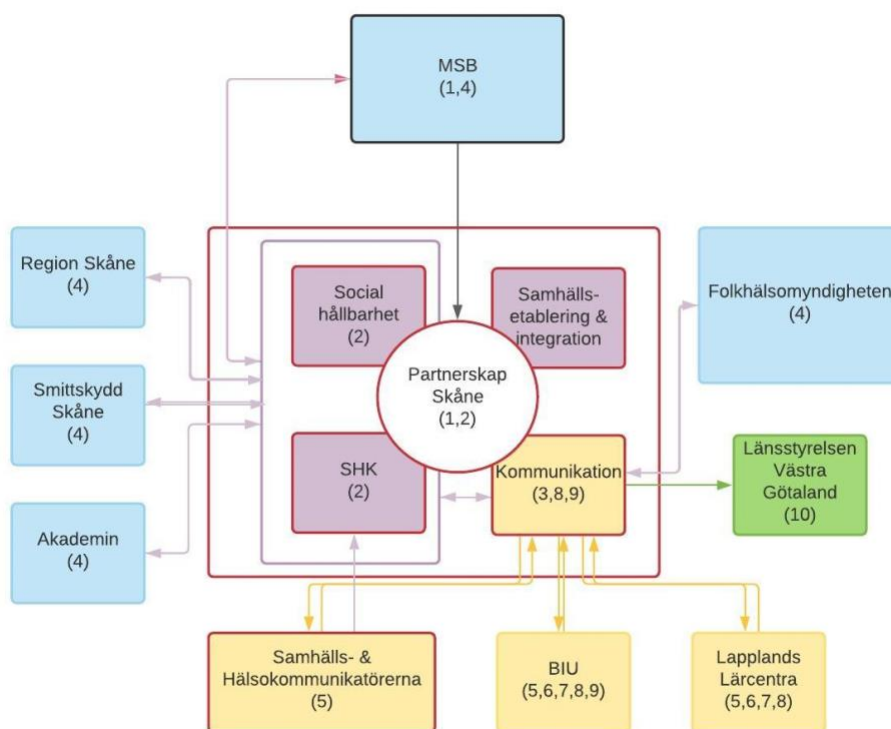 MSB
(1,4)
Region Skåne
(4)
Social
hållbarhet
(2)
Samhälls-
etablering &
integration
Folkhälsomyndigheten
(4)
Smittskydd
Skåne
(4)
Partnerskap
Skåne
(1,2)
SHK
(2)
Kommunikation
(3,8,9)
Länsstyrelsen
Västra
Götaland
(10)
Akademin
(4)
Samhälls- &
Hälsokommunikatörerna
(5)
BIU
(5,6,7,8,9)
Lapplands
Lärcentra
(5,6,7,8)